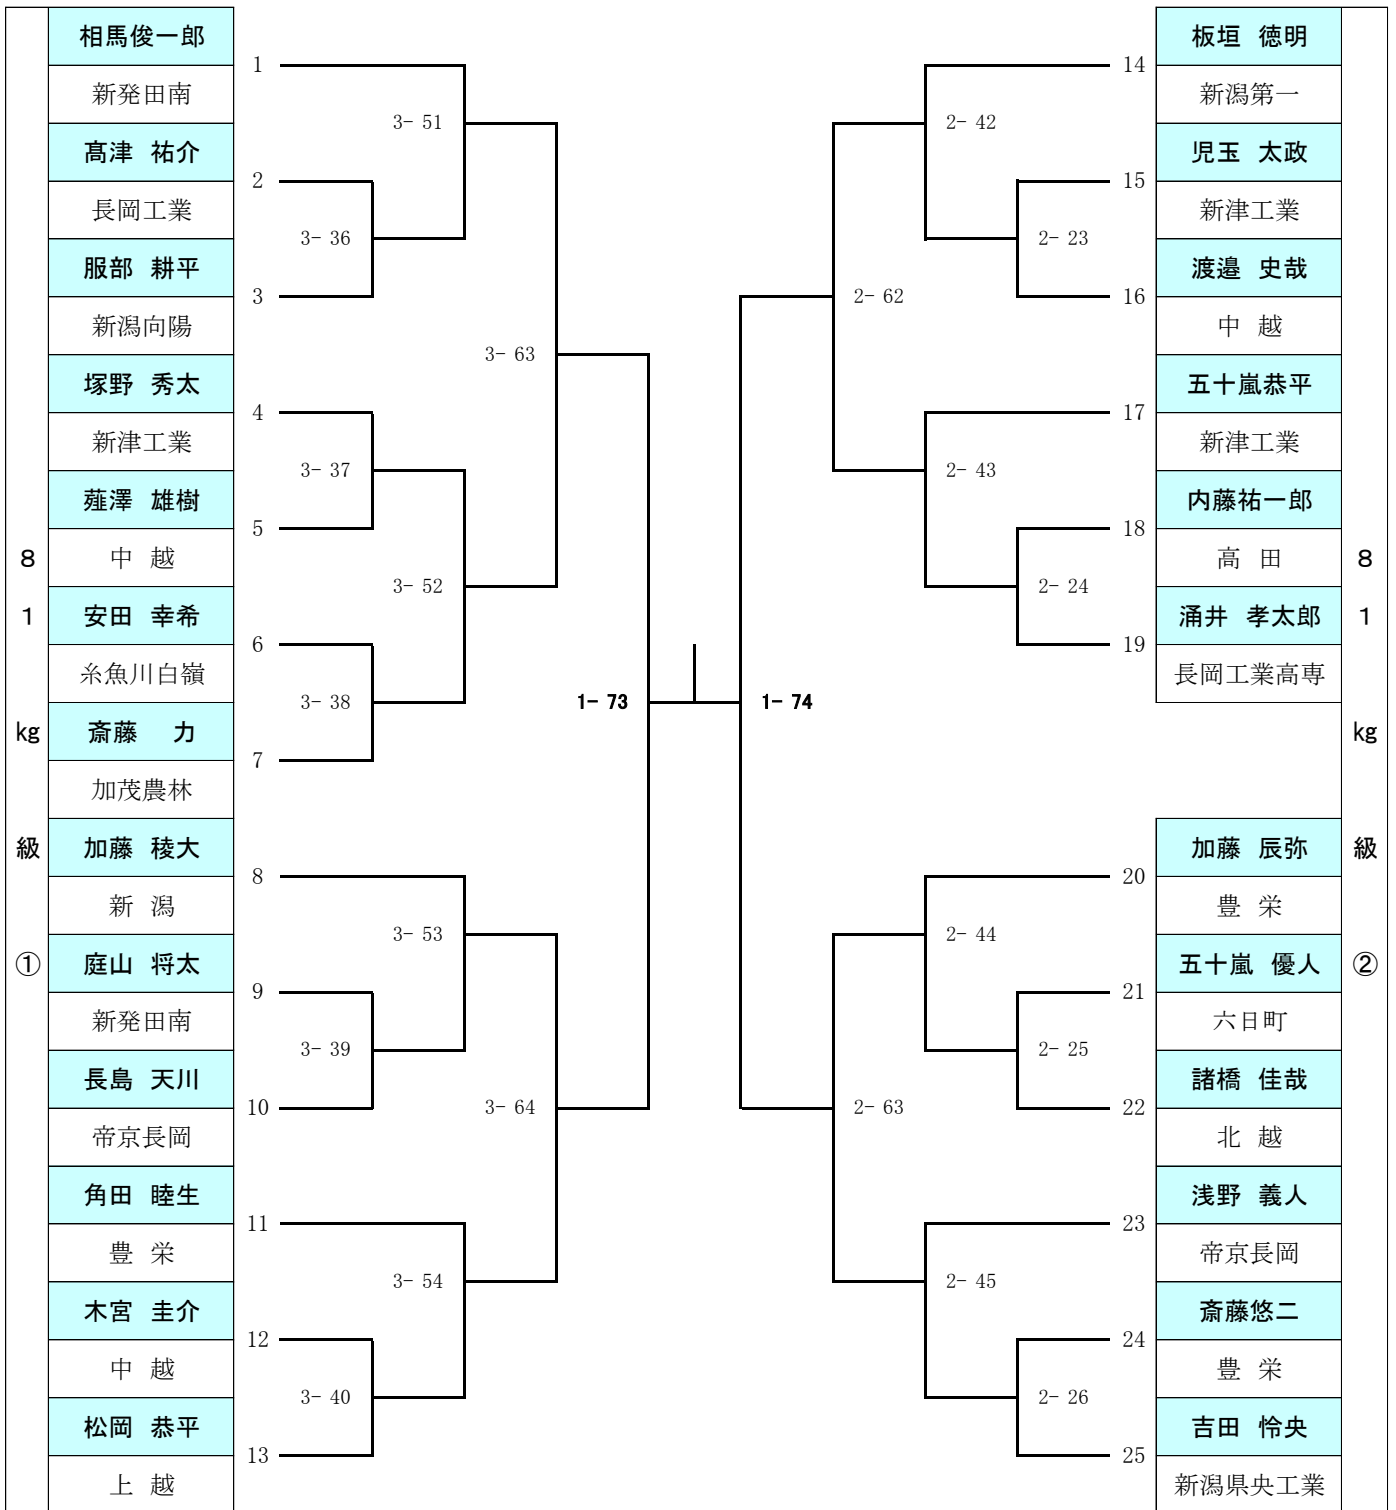 8
1
kg
級
①
相馬俊一郎
新発田南
髙津 祐介
長岡工業
服部 耕平
新潟向陽
塚野 秀太
新津工業
薤澤 雄樹
中 越
安田 幸希
糸魚川白嶺
斎藤 力
加茂農林
加藤 稜大
新 潟
庭山 将太
新発田南
長島 天川
帝京長岡
角田 睦生
豊 栄
木宮 圭介
中 越
松岡 恭平
上 越
1
2
3
4
5
6
7
8
9
10
11
12
13
3- 36
3- 37
3- 38
3- 39
3- 40
3- 51
3- 52
3- 53
3- 54
3- 63
3- 64
1- 73
1- 74
2- 62
2- 63
2- 42
2- 43
2- 44
2- 45
2- 23
2- 24
2- 25
2- 26
14
15
16
17
18
19
20
21
22
23
24
25
板垣 徳明
新潟第一
児玉 太政
新津工業
渡邉 史哉
中 越
五十嵐恭平
新津工業
内藤祐一郎
高 田
涌井 孝太郎
長岡工業高専
加藤 辰弥
豊 栄
五十嵐 優人
六日町
諸橋 佳哉
北 越
浅野 義人
帝京長岡
斎藤悠二
豊 栄
吉田 怜央
新潟県央工業
8
1
kg
級
②